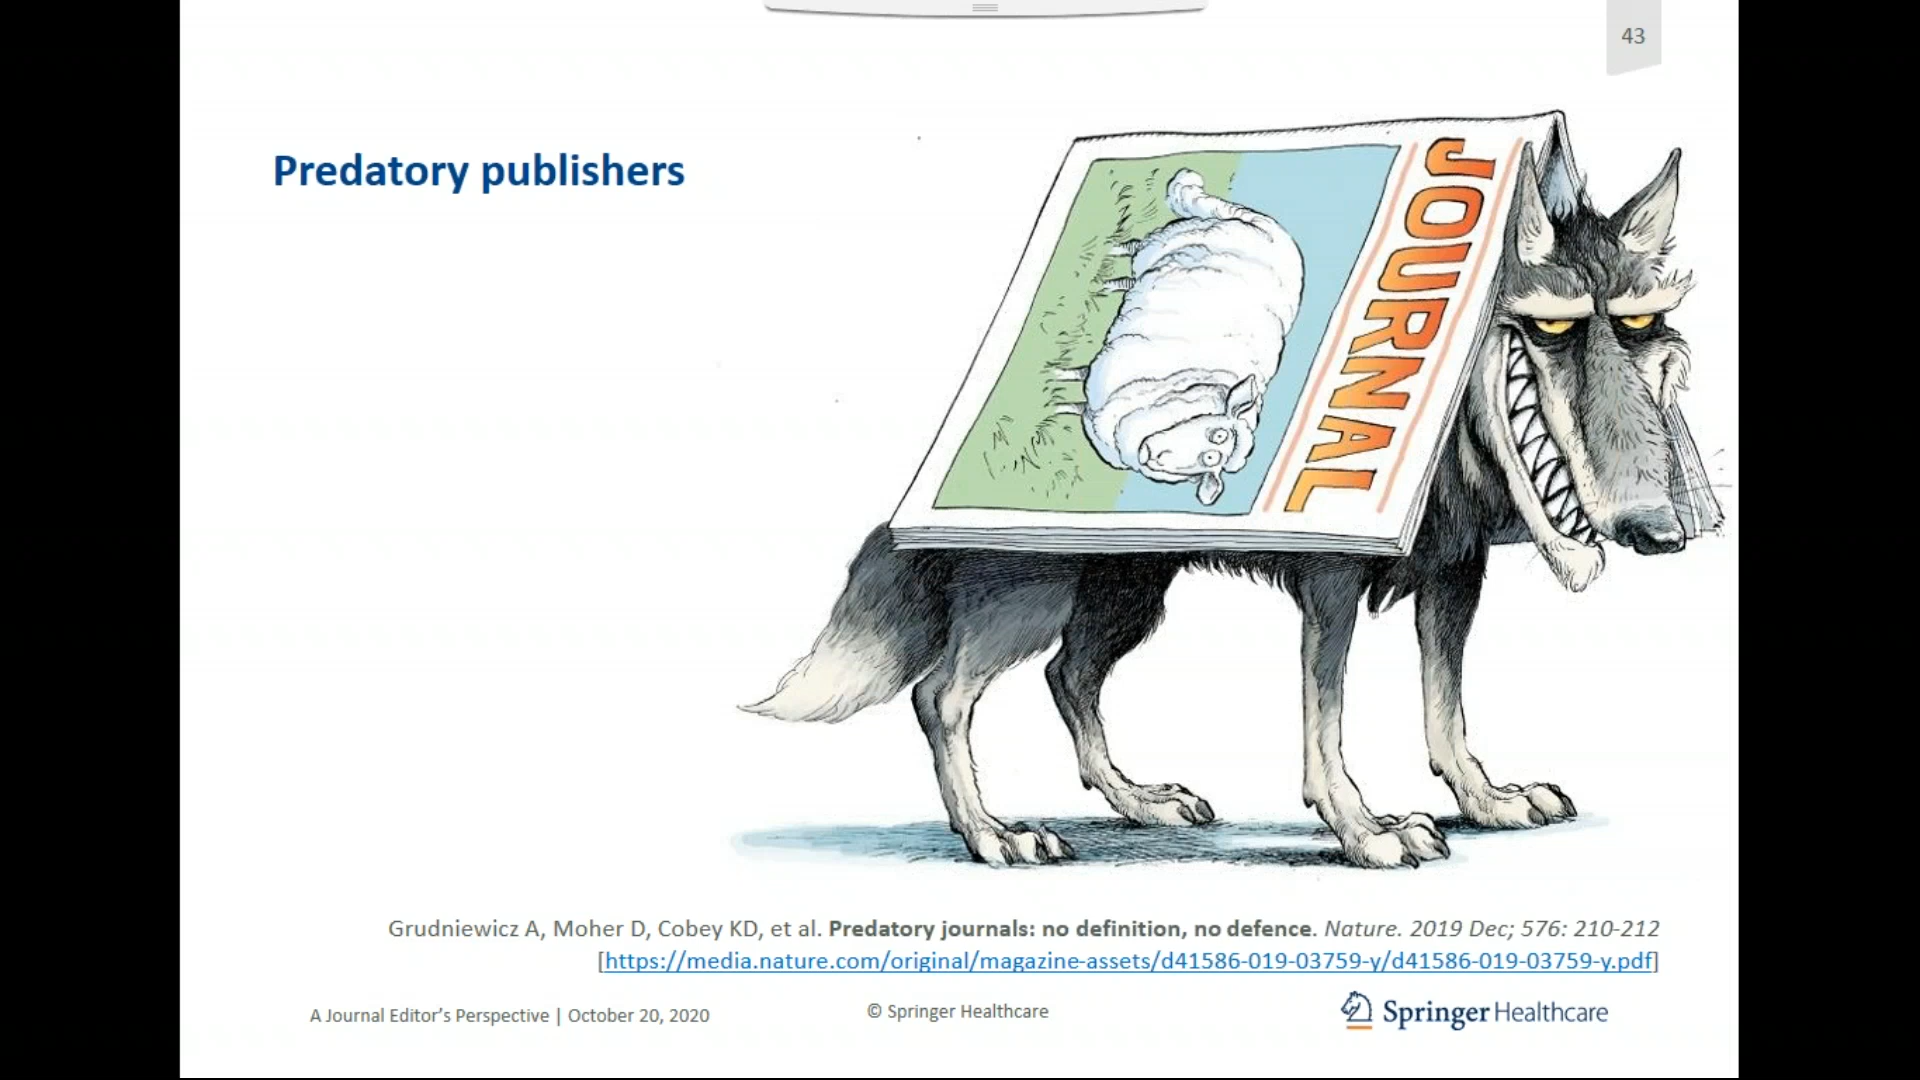 43
Predatory publishers
JOURNAL
Grudniewicz A, Moher D, Cobey KD, et al. Predatory journals: no definition, no defence. Nature. 2019 Dec; 576: 210-212
[https://media.nature.com/original/magazine-assets/d41586-019-03759-y/d41586-019-03759-y.pdf]
A Journal Editor's Perspective | October 20, 2020
© Springer Healthcare
Springer Healthcare